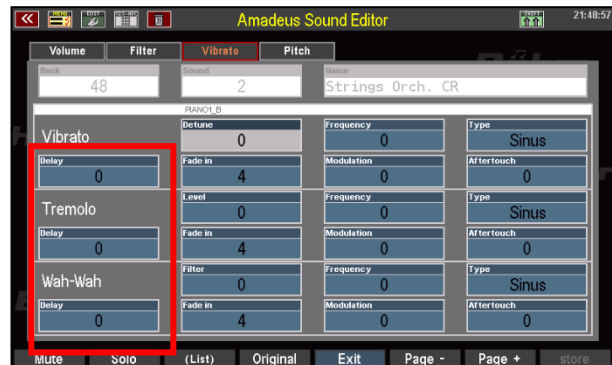 MENU EDIT Amadeus Sound Editor 21:48:57
Volume Filter Vibrato Pitch
Bank Sound Name
48 2 Strings Orch. CR
PIANO1_B
Vibrato
Detune Frequency Type
0 0 Sinus
Delay Fade in Modulation Aftertouch
0 4 0 0
Tremolo
Level Frequency Type
0 0 Sinus
Delay Fade in Modulation Aftertouch
0 4 0 0
Wah-Wah
Filter Frequency Type
0 0 Sinus
Delay Fade in Modulation Aftertouch
0 4 0 0
Mute Solo (List) Original Exit Page - Page + store